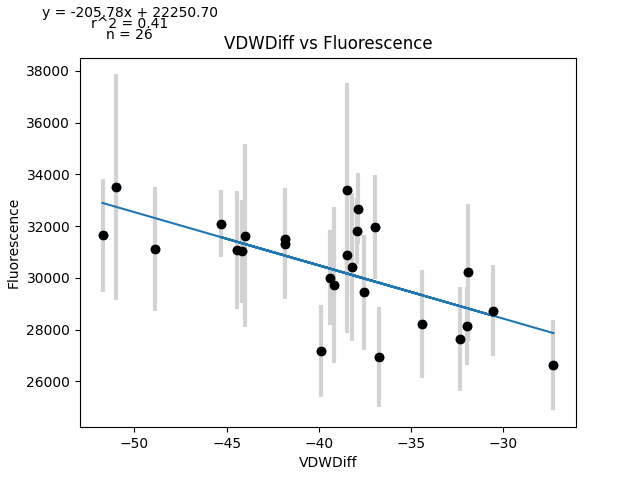 y = -205.78x + 22250.70
r^2 = 0.41
n = 26
VDWDiff vs Fluorescence
38000
36000
34000
32000
30000
28000
26000
Fluorescence
−50
−45
−40
−35
−30
VDWDiff